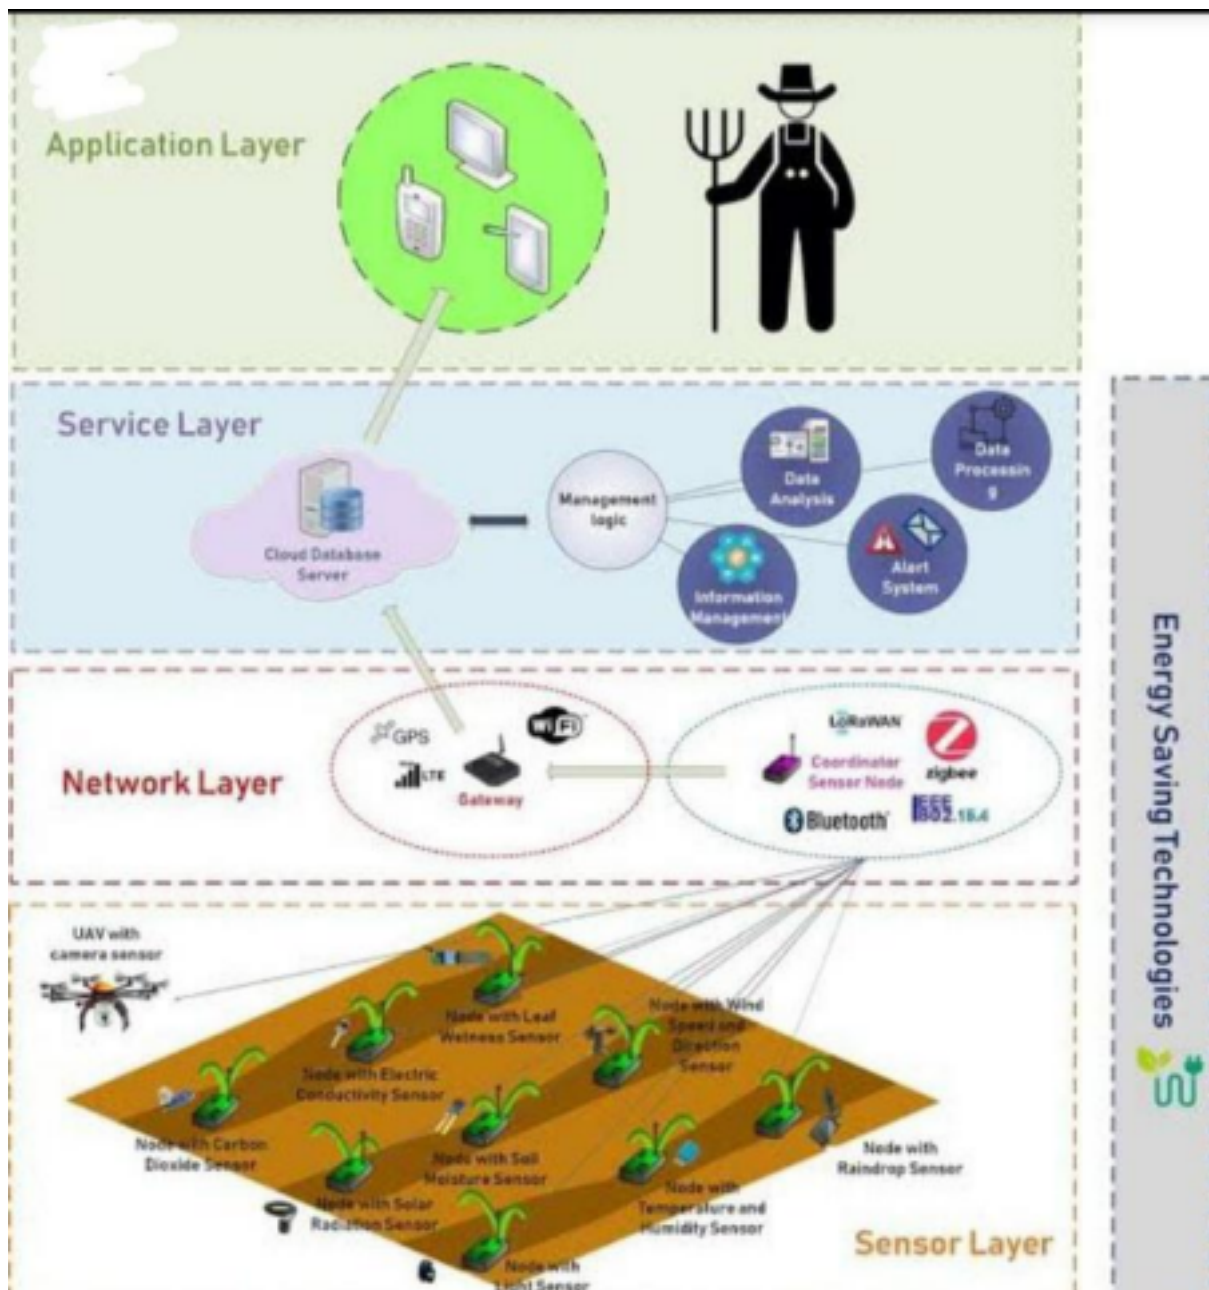 Application Layer
Service Layer
Cloud Database
Server
Management
logic
Data
Analysis
Data
Processin
g
Information
Management
Alert
System
Energy Saving Technologies
Network Layer
GPS
WiFi
LTE
Gateway
LoRaWAN
Coordinator
Sensor Node
zigbee
Bluetooth
IEEE
802.15.4
UAV with
camera sensor
Node with Leaf
Wetness Sensor
Node with Wind
Speed and
Direction
Sensor
Node with Electric
Conductivity Sensor
Node with Carbon
Dioxide Sensor
Node with Soil
Moisture Sensor
Node with
Raindrop Sensor
Node with Solar
Radiation Sensor
Node with
Temperature and
Humidity Sensor
Node with
Light Sensor
Sensor Layer